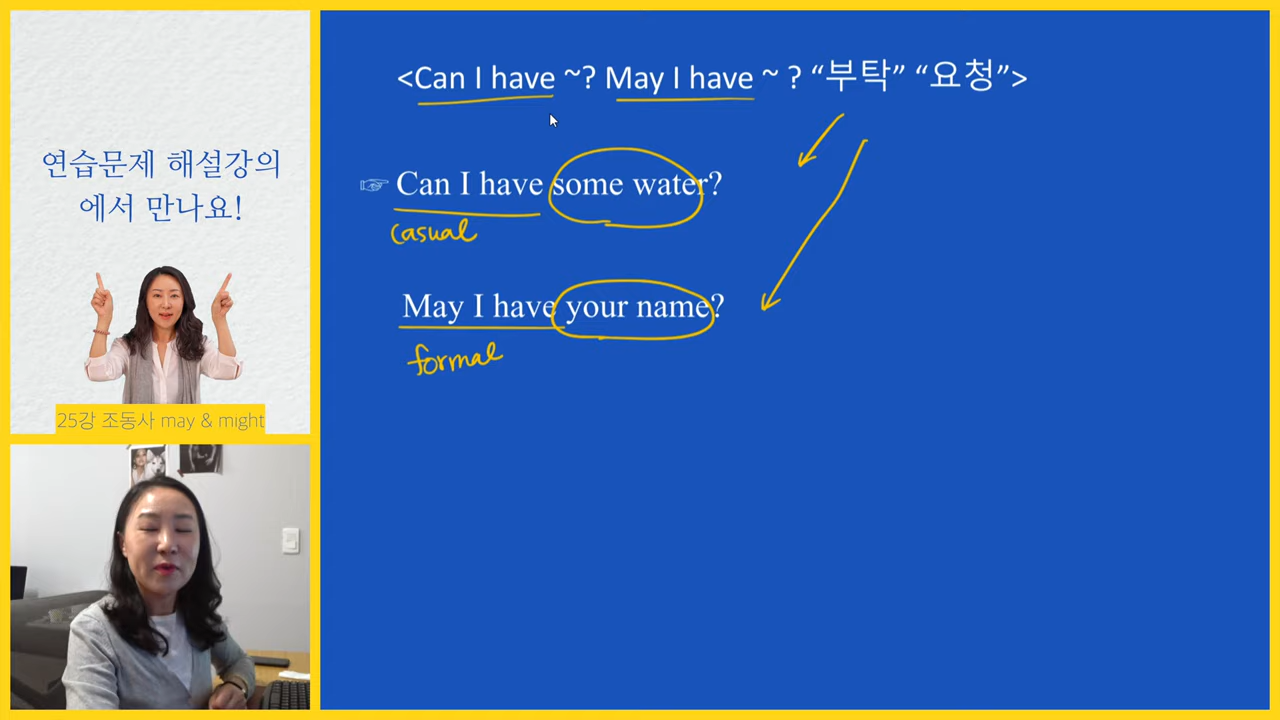 연습문제 해설강의
에서 만나요!
25강 조동사 may & might
<Can I have ~? May I have ~ ? “부탁” “요청”>
☞ Can I have some water?
casual
May I have your name?
formal